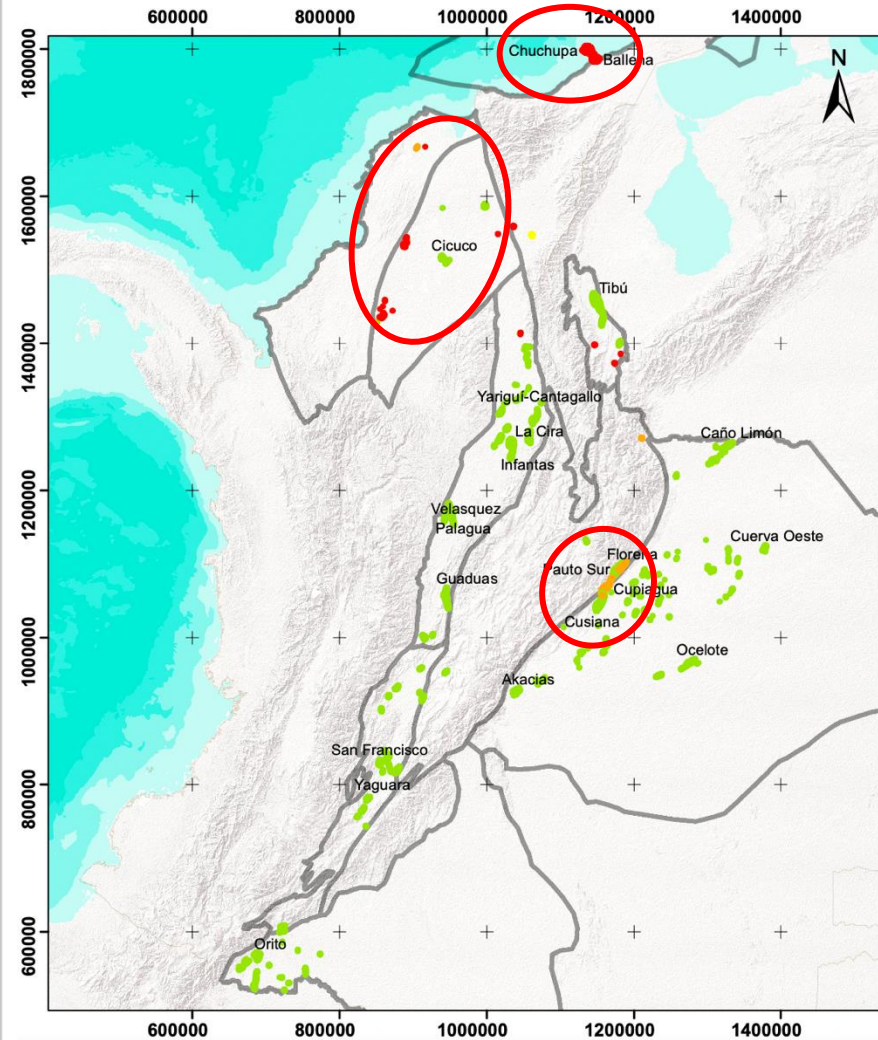 600000
800000
1000000
1200000
1400000
1800000
1600000
1400000
1200000
1000000
800000
600000
N
Chuchupa
Ballena
Cicuco
Tibú
Yariguí-Cantagallo
La Cira
Infantas
Caño Limón
Velasquez
Palagua
Cuerva Oeste
Floreña
Pauto Sur
Guaduas
Cupiagua
Cusiana
Ocelote
Akacias
San Francisco
Yaguara
Orito
600000
800000
1000000
1200000
1400000